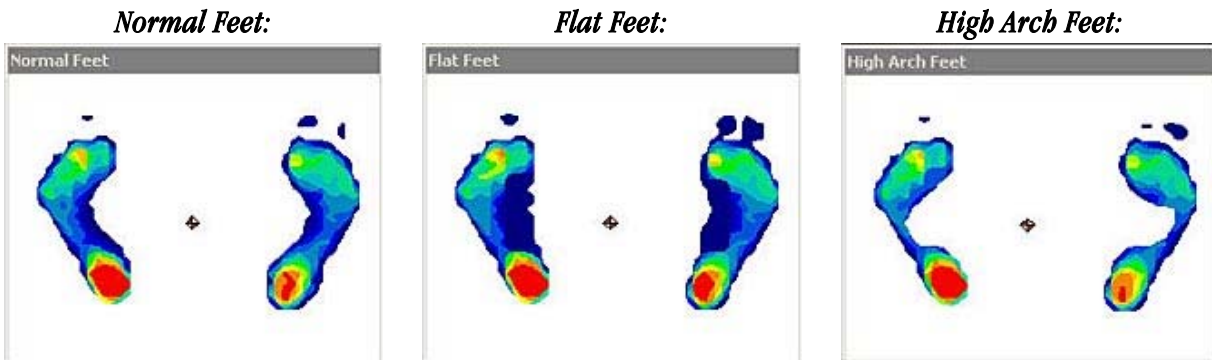 Normal Feet:
Flat Feet:
High Arch Feet:
Normal Feet
Flat Feet
High Arch Feet